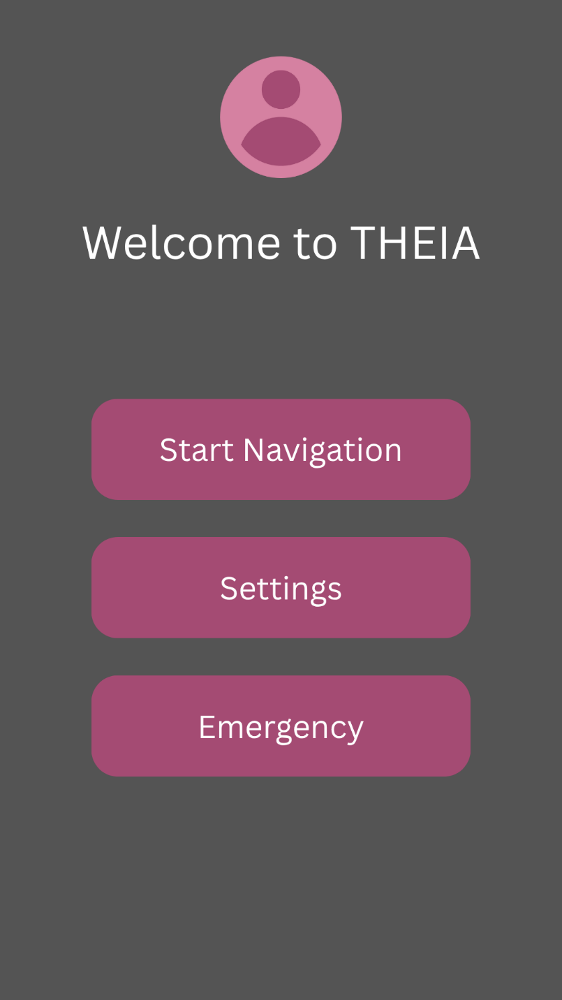 Welcome to THEIA
Start Navigation
Settings
Emergency